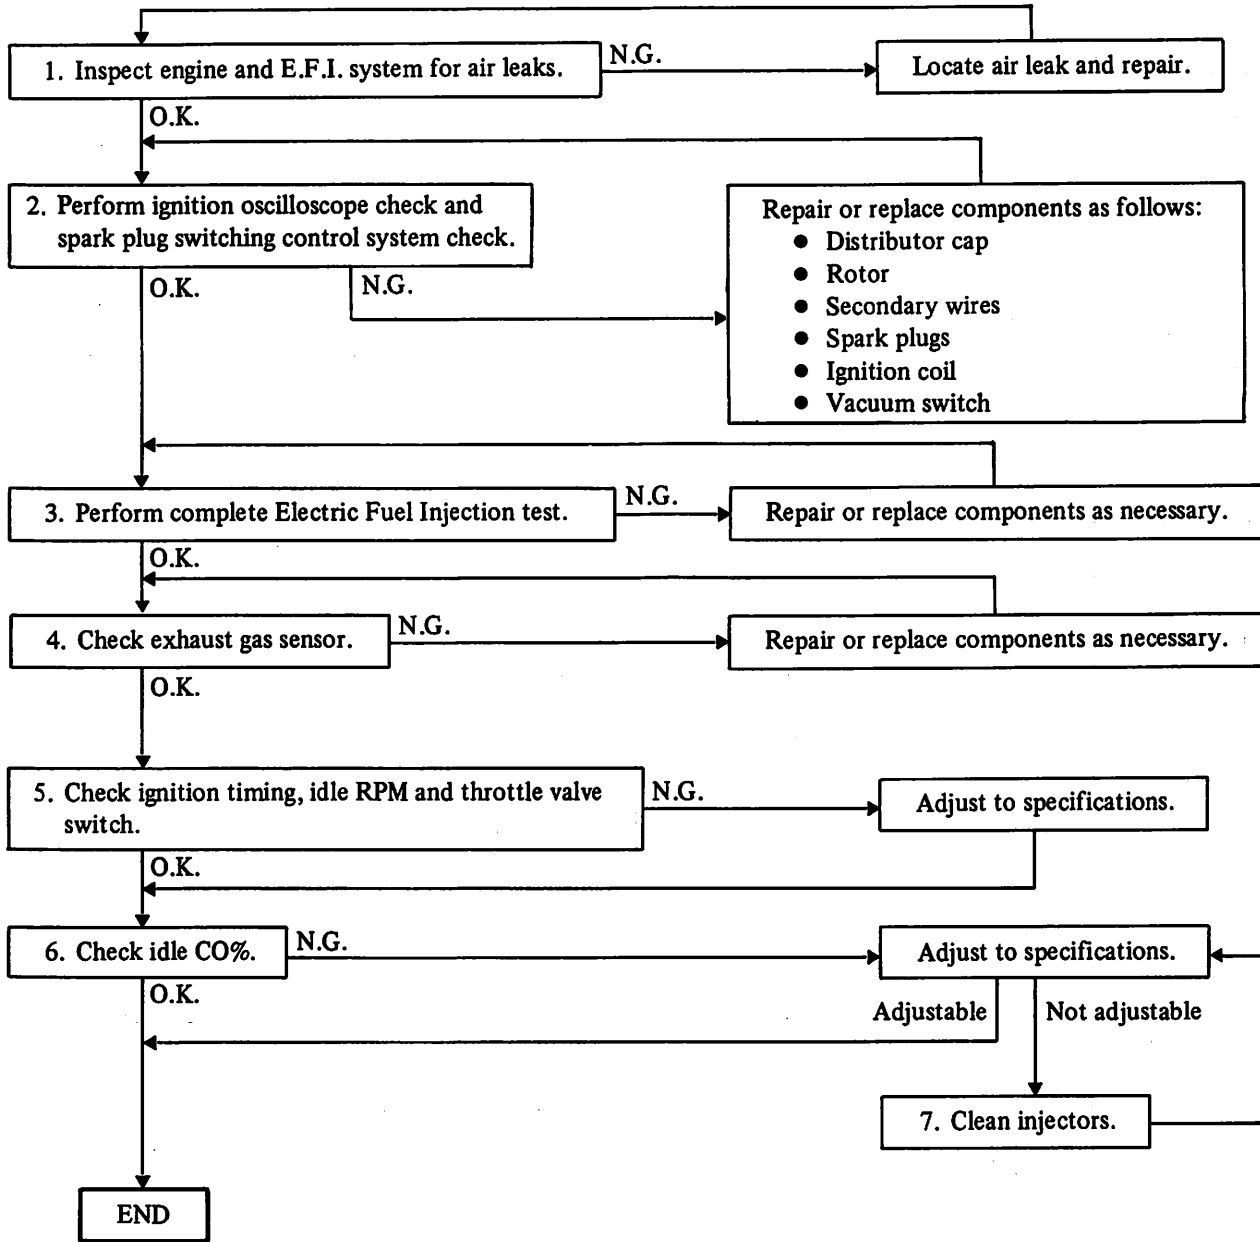 1. Inspect engine and E.F.I. system for air leaks.
N.G.
Locate air leak and repair.
O.K.
2. Perform ignition oscilloscope check and
spark plug switching control system check.
O.K.
N.G.
Repair or replace components as follows:
● Distributor cap
● Rotor
● Secondary wires
● Spark plugs
● Ignition coil
● Vacuum switch
3. Perform complete Electric Fuel Injection test.
N.G.
Repair or replace components as necessary.
O.K.
4. Check exhaust gas sensor.
N.G.
Repair or replace components as necessary.
O.K.
5. Check ignition timing, idle RPM and throttle valve
switch.
N.G.
Adjust to specifications.
O.K.
6. Check idle CO%.
N.G.
Adjust to specifications.
O.K.
Adjustable
Not adjustable
7. Clean injectors.
END